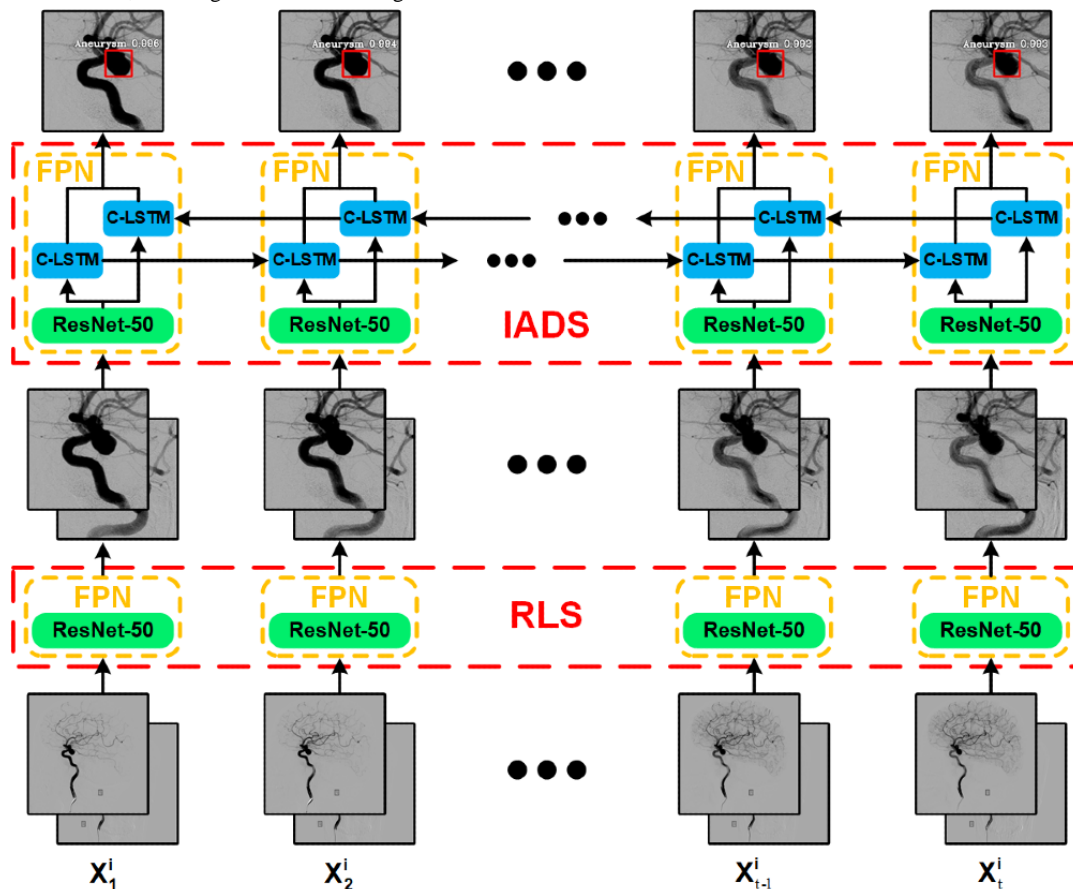 Aneurysm 0.996 Aneurysm 0.994 Aneurysm 0.992 Aneurysm 0.993
FPN FPN FPN FPN
C-LSTM C-LSTM C-LSTM C-LSTM
C-LSTM C-LSTM C-LSTM C-LSTM
ResNet-50 ResNet-50 IADS ResNet-50 ResNet-50
FPN FPN FPN FPN
ResNet-50 ResNet-50 RLS ResNet-50 ResNet-50
X₁ⁱ X₂ⁱ Xₜ₋₁ⁱ Xₜⁱ